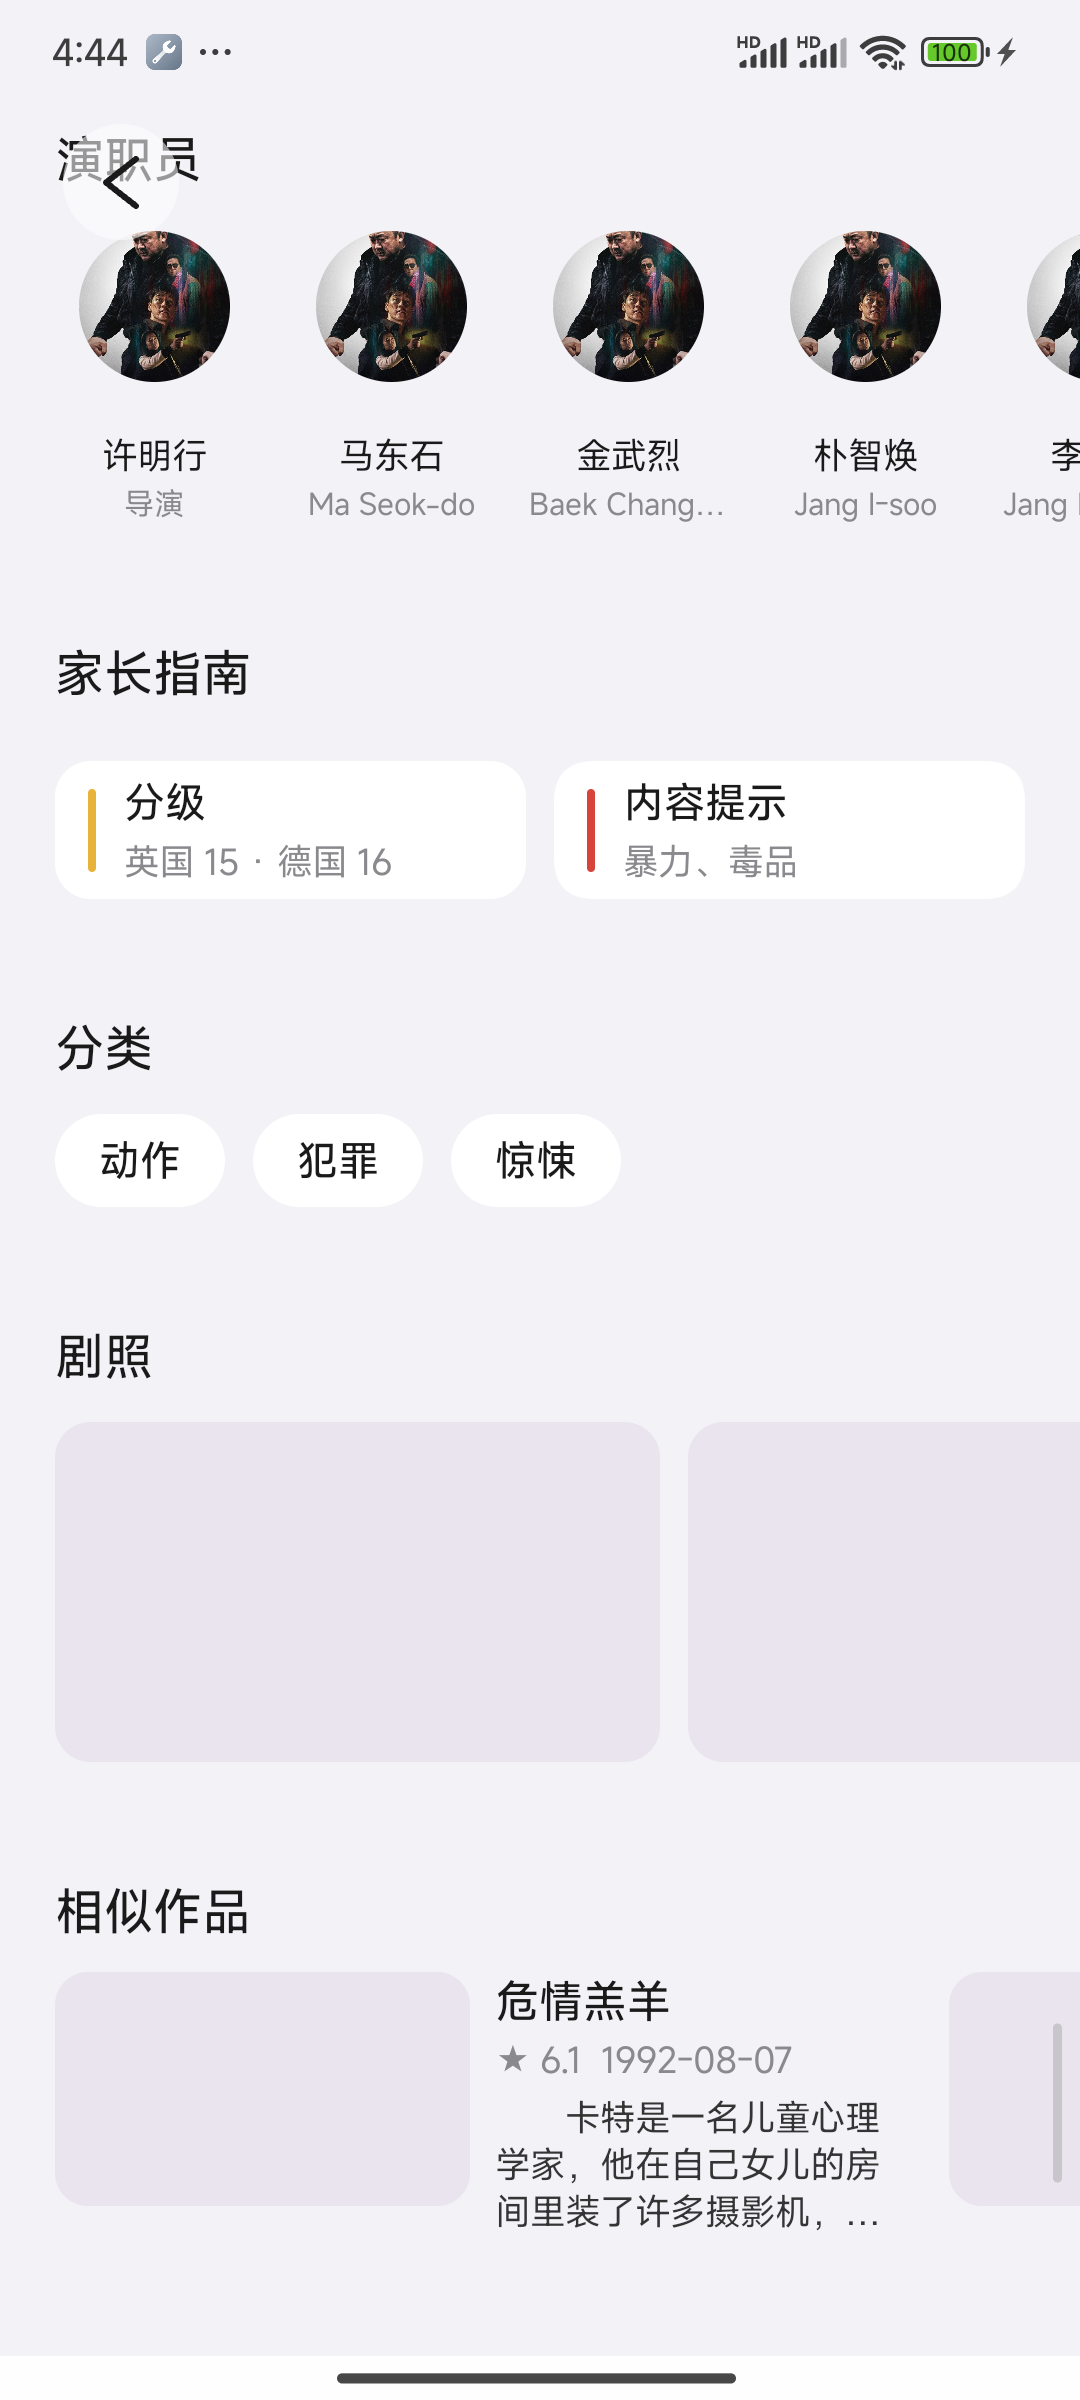 4:44
HD HD 100
演职员
许明行
导演
马东石
Ma Seok-do
金武烈
Baek Chang...
朴智焕
Jang I-soo
李
Jang
家长指南
分级
英国 15 · 德国 16
内容提示
暴力、毒品
分类
动作
犯罪
惊悚
剧照
相似作品
危情羔羊
★ 6.1 1992-08-07
卡特是一名儿童心理
学家，他在自己女儿的房
间里装了许多摄影机，...